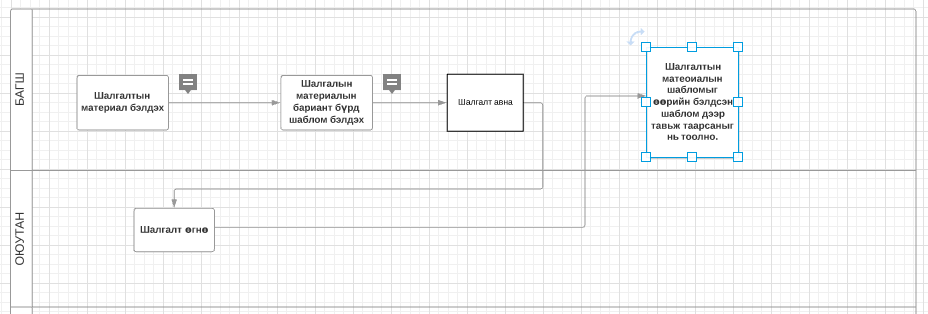 БАГШ
Шалгалтын
материал бэлдэх
Шалгалын
материалын
бариант бүрд
шаблом бэлдэх
Шалгалт авна
Шалгалтын
матеоиалын
шабломыг
өөрийн бэлдсэн
шаблом дээр
тавьж таарсаныг
нь тоолно.
ОЮУТАН
Шалгалт өгнө